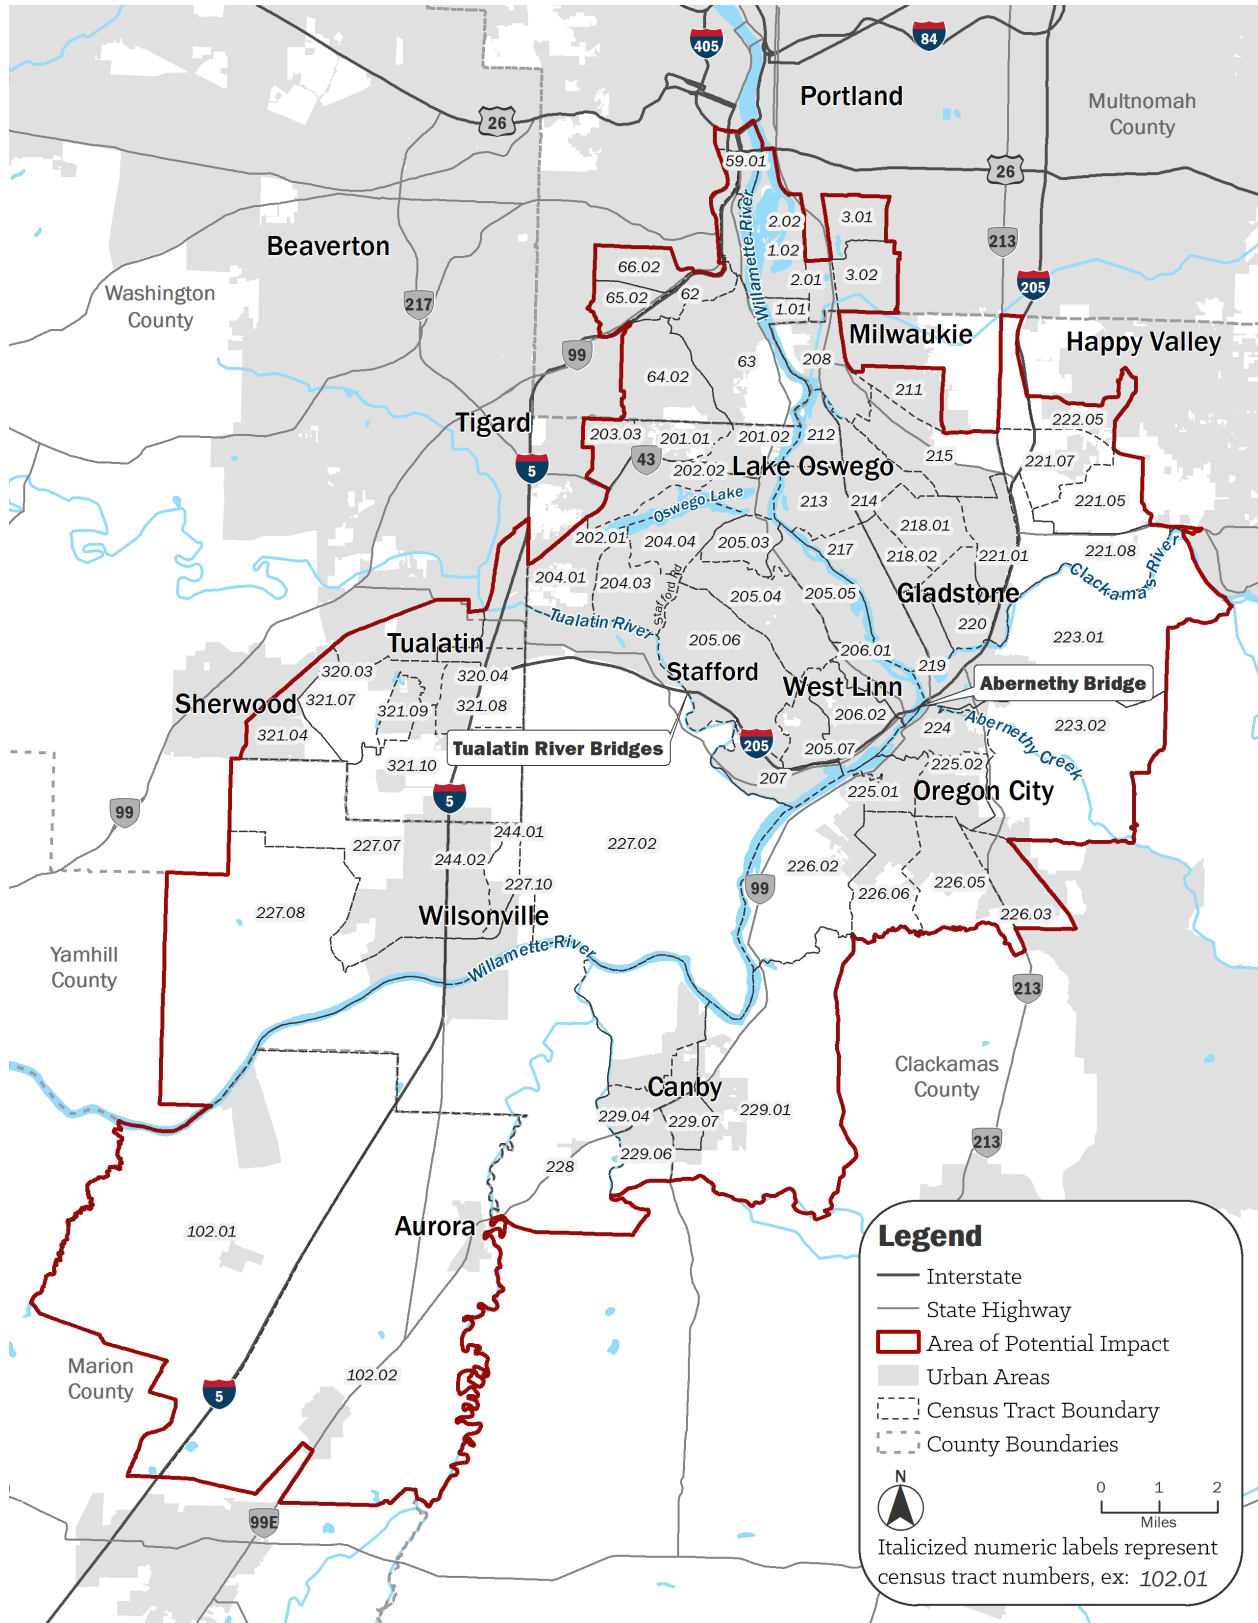 405
84
Portland
Multnomah
County
26
59.01
26
Willamette River
2.02
3.01
213
Beaverton
1.02
66.02
2.01
3.02
205
Washington
County
217
65.02
62
1.01
Milwaukie
Happy Valley
99
63
208
64.02
211
Tigard
222.05
203.03
201.01
201.02
212
43
215
221.07
5
202.02
Lake Oswego
Oswego Lake
213
214
221.05
218.01
202.01
204.04
205.03
217
218.02
221.01
221.08
Clackamas River
204.01
204.03
Stafford Rd
205.04
205.05
Gladstone
Tualatin River
220
Tualatin
205.06
223.01
206.01
320.03
320.04
Stafford
219
West Linn
Abernethy Bridge
Sherwood
321.07
321.09
321.08
206.02
224
Abernethy Creek
223.02
321.04
Tualatin River Bridges
205
205.07
321.10
207
225.02
225.01
Oregon City
5
99
244.01
227.07
244.02
227.02
226.02
227.10
226.05
99
226.06
227.08
Wilsonville
226.03
Yamhill
County
Willamette River
213
Clackamas
County
Canby
229.04
229.07
229.01
213
229.06
228
Aurora
102.01
Marion
County
102.02
5
99E
Legend
Interstate
State Highway
Area of Potential Impact
Urban Areas
Census Tract Boundary
County Boundaries
N
0 1 2
Miles
Italicized numeric labels represent
census tract numbers, ex: 102.01